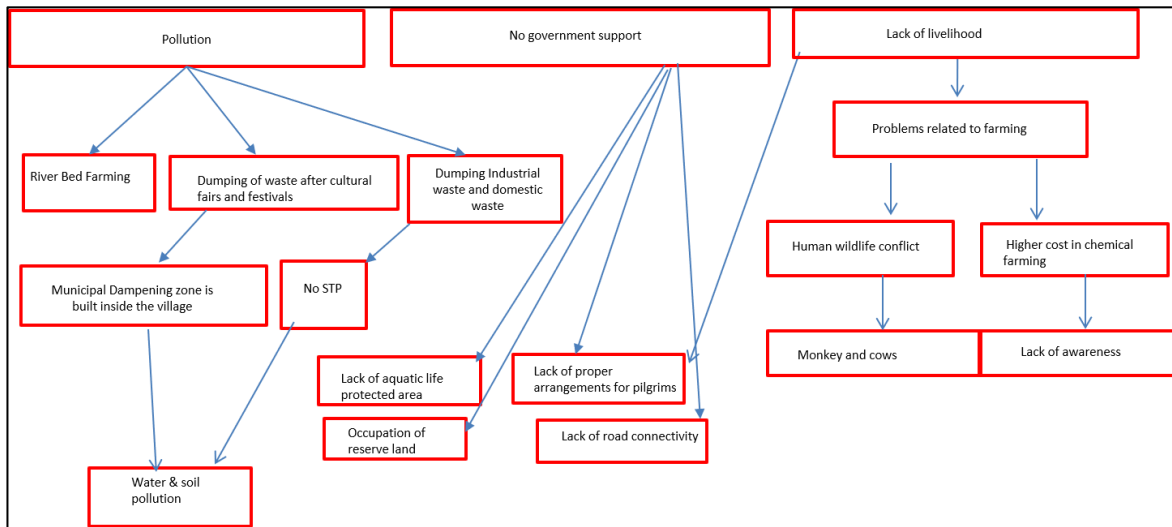 Pollution
No government support
Lack of livelihood
Problems related to farming
River Bed Farming
Dumping of waste after cultural
fairs and festivals
Dumping Industrial
waste and domestic
waste
Human wildlife conflict
Higher cost in chemical
farming
Municipal Dampening zone is
built inside the village
No STP
Monkey and cows
Lack of awareness
Lack of aquatic life
protected area
Lack of proper
arrangements for pilgrims
Occupation of
reserve land
Lack of road connectivity
Water & soil
pollution